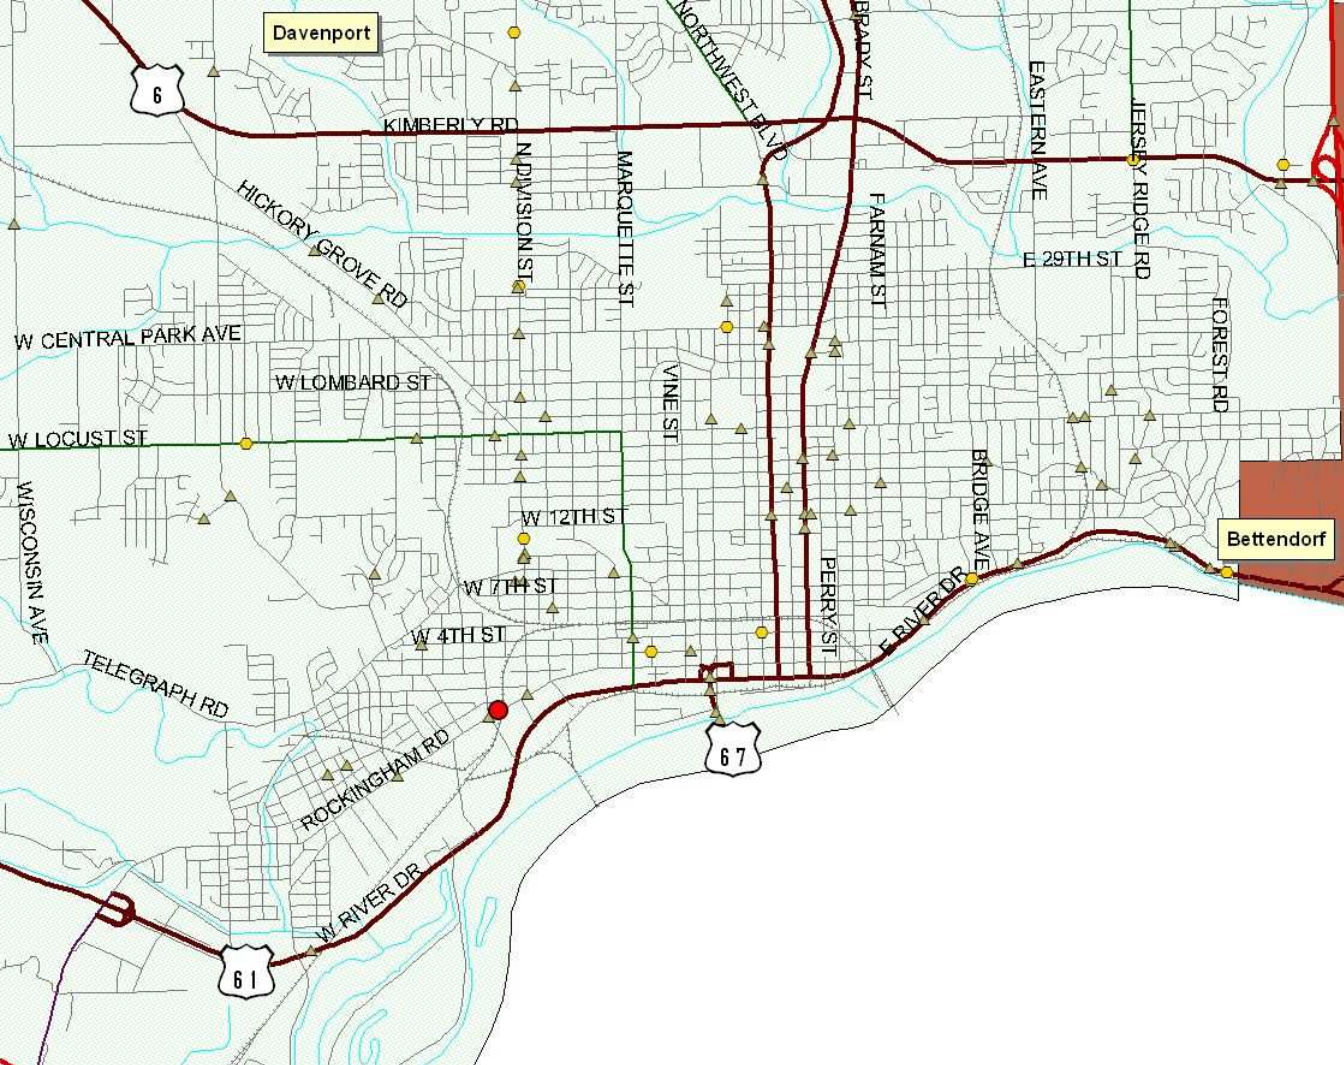 Davenport
6
KIMBERLY RD
NORTHWEST BLVD
BRADY ST
EASTERN AVE
JERSEY RIDGE RD
N DIVISION ST
MARQUETTE ST
HICKORY GROVE RD
FARNAM ST
E 29TH ST
FOREST RD
W CENTRAL PARK AVE
W LOMBARD ST
VINE ST
W LOCUST ST
BRIDGE AVE
WISCONSIN AVE
W 12TH ST
Bettendorf
W 7TH ST
PERRY ST
E RIVER DR
W 4TH ST
TELEGRAPH RD
67
ROCKINGHAM RD
W RIVER DR
61